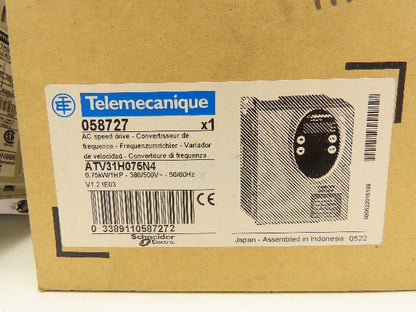 Telemecanique
058727 x1
AC speed drive - Convertisseur de
frequence - Frequenzumrichter - Variador
de velocidad - Convertitore di frequenza
ATV31H075N4
0,75kW/1HP - 380/500V~ - 50/60Hz
V1.2 IE03
0 3389110587272
Schneider
Electric
Japan - Assembled in Indonesia 0522